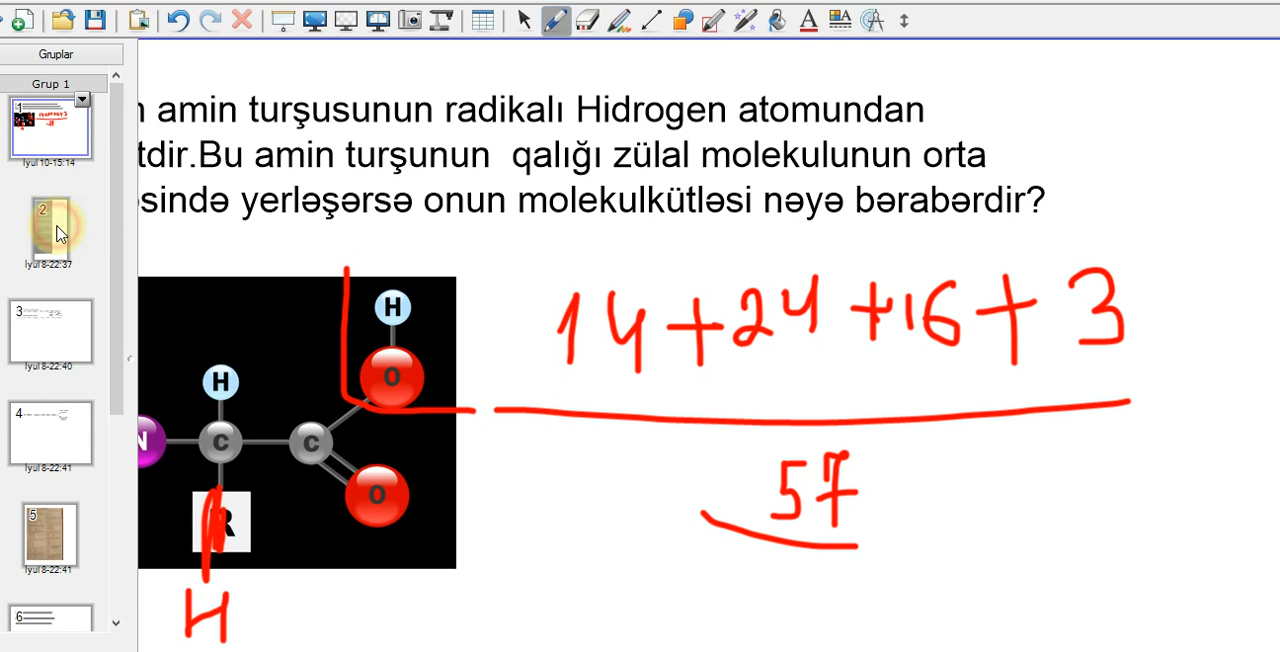 Gruplar
Grup 1
1
İyul 10-15:14
2
İyul 8-22:37
3
İyul 8-22:40
4
İyul 8-22:41
5
İyul 8-22:41
6
amin turşusunun radikalı Hidrogen atomundan
tdir.Bu amin turşunun qalığı zülal molekulunun orta
sində yerləşərsə onun molekulkütləsi nəyə bərabərdir?
14+24+16+3
57
H
O
H
N C C
O
R
H